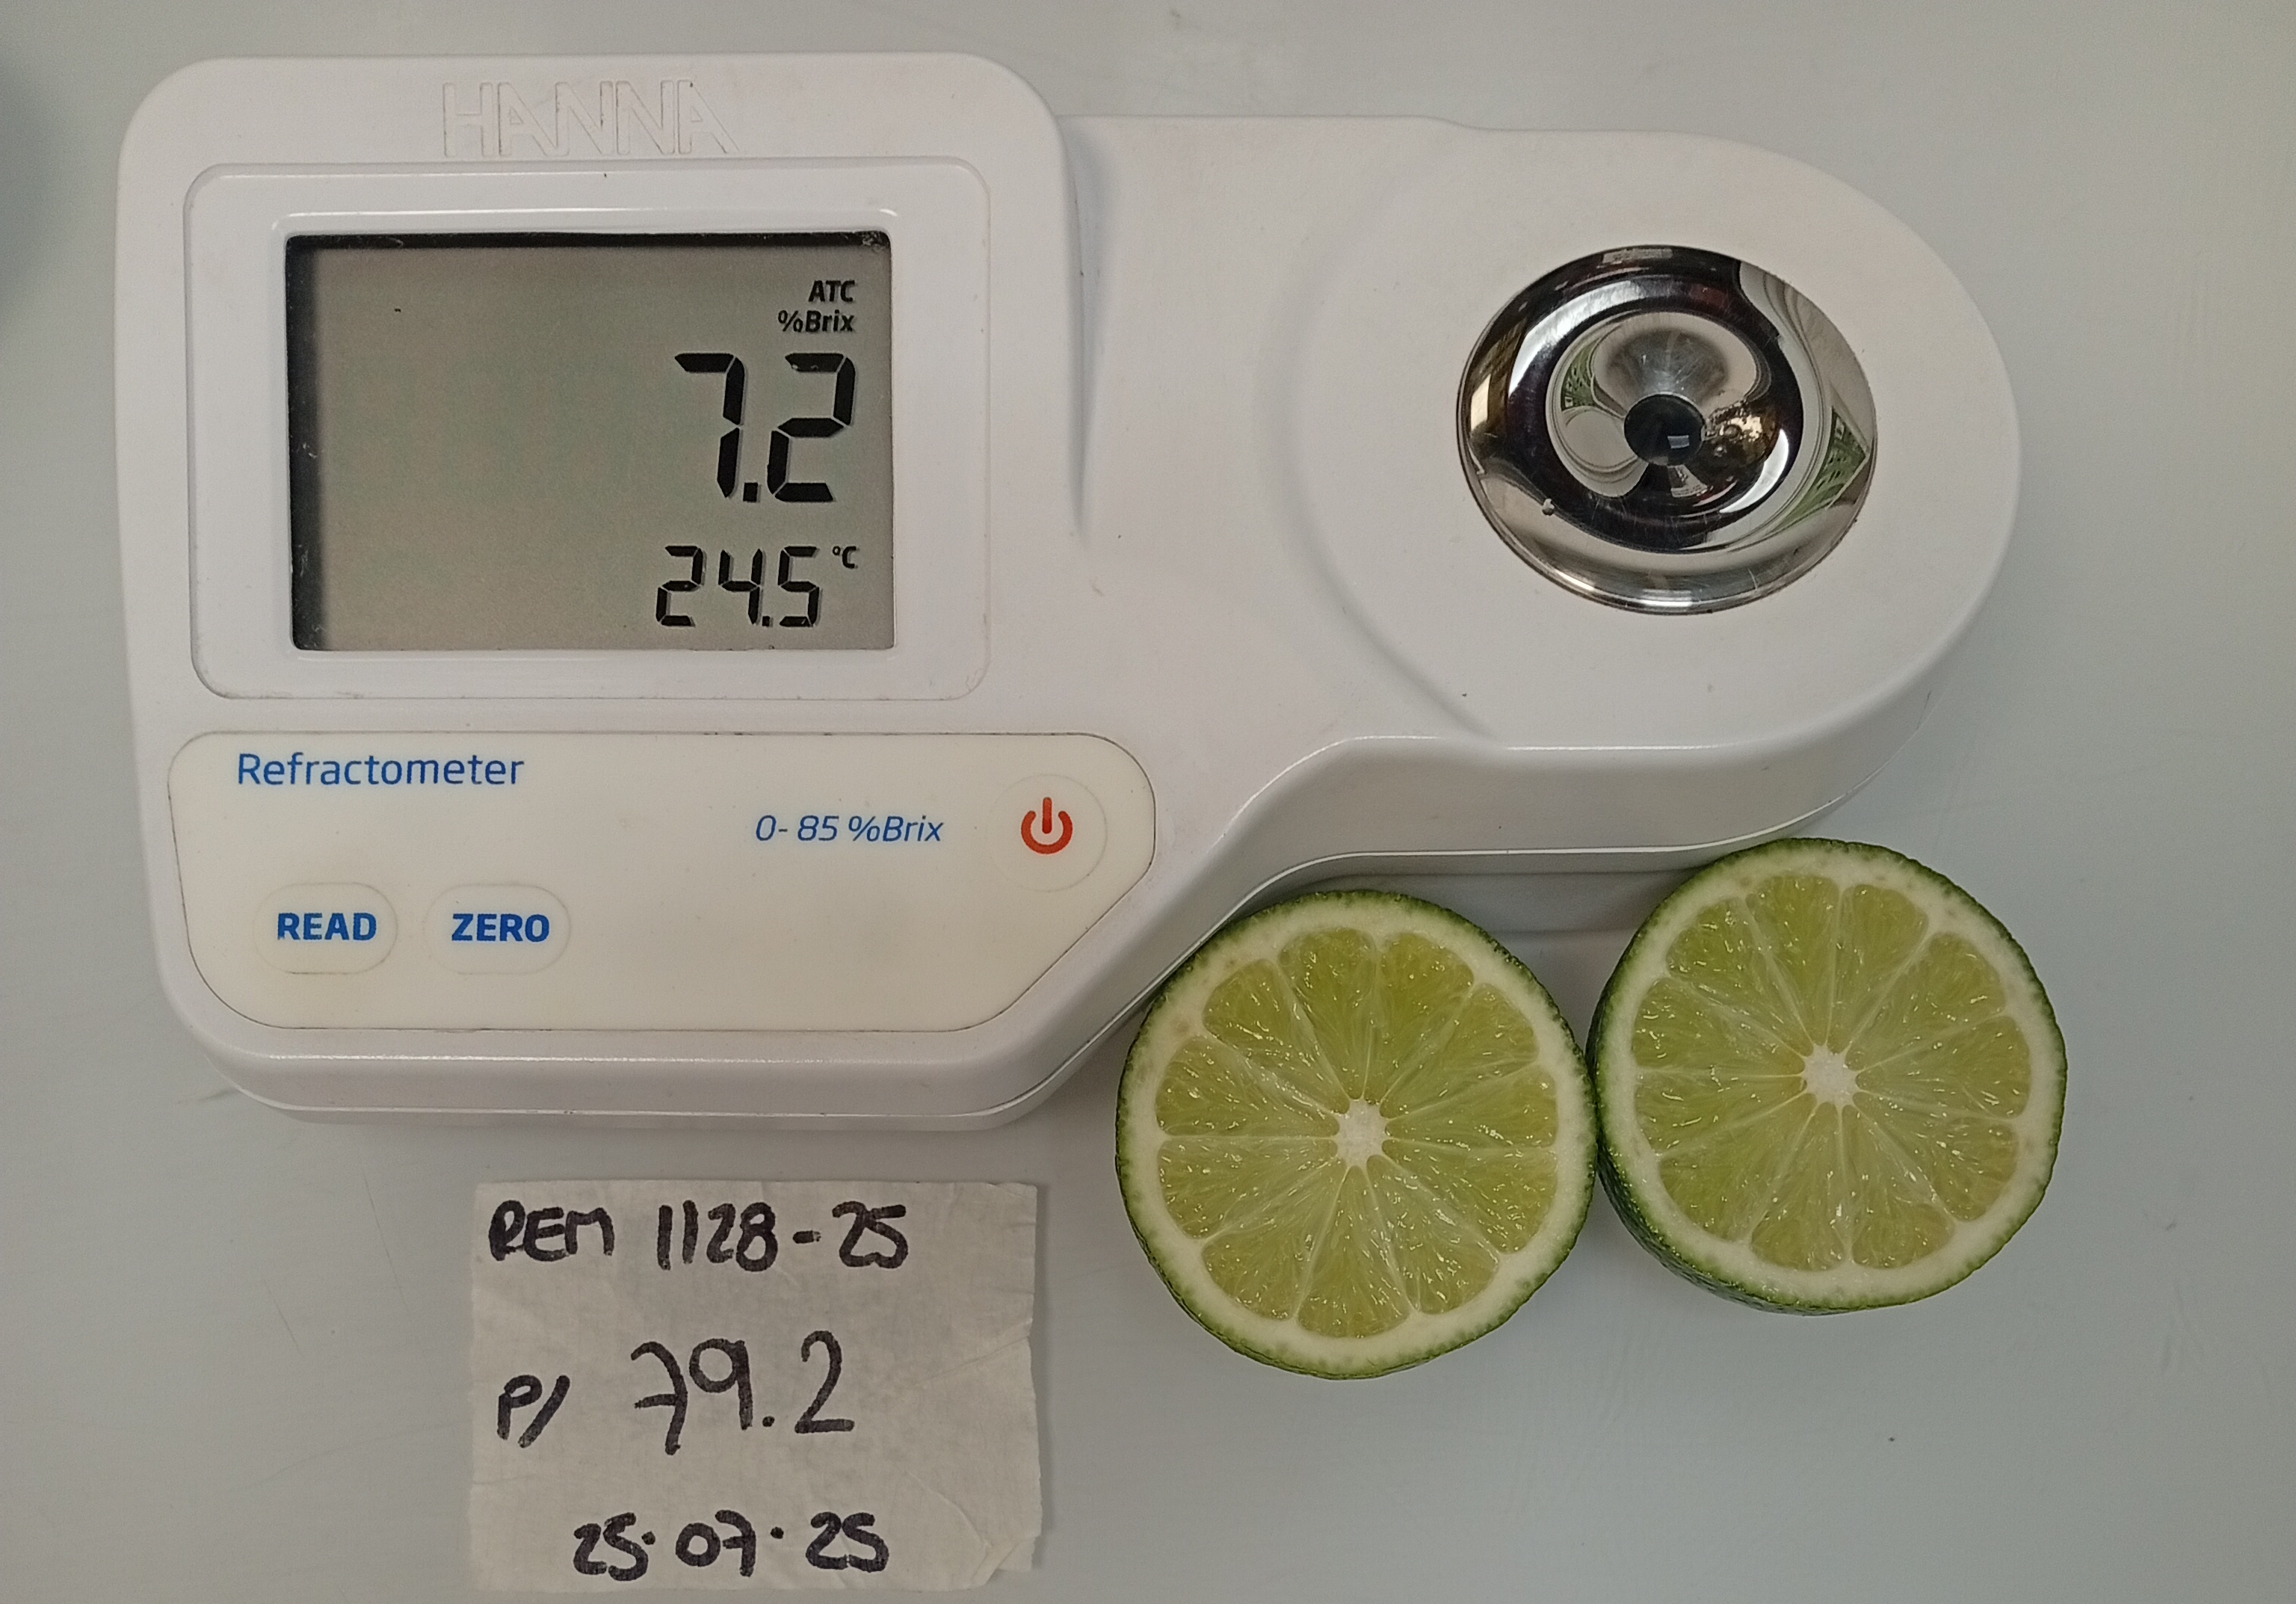 HANNA
ATC
%Brix
7.2
24.5 °C
Refractometer
0- 85 %Brix
READ ZERO
REM 1128-25
P/ 79.2
25.07.25